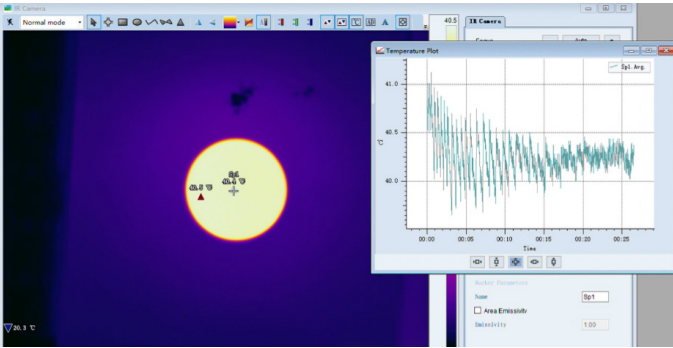 IR Camera
Normal mode
40.5
IR Camera
Temperature Plot
Sp1 Avg.
41.0
40.5
40.0
00:00 00:05 00:10 00:15 00:20 00:25
Time
Sp1
40.4 ℃
40.5 ℃
20.3 ℃
Name
Sp1
Area Emissivity
Emissivity
1.00